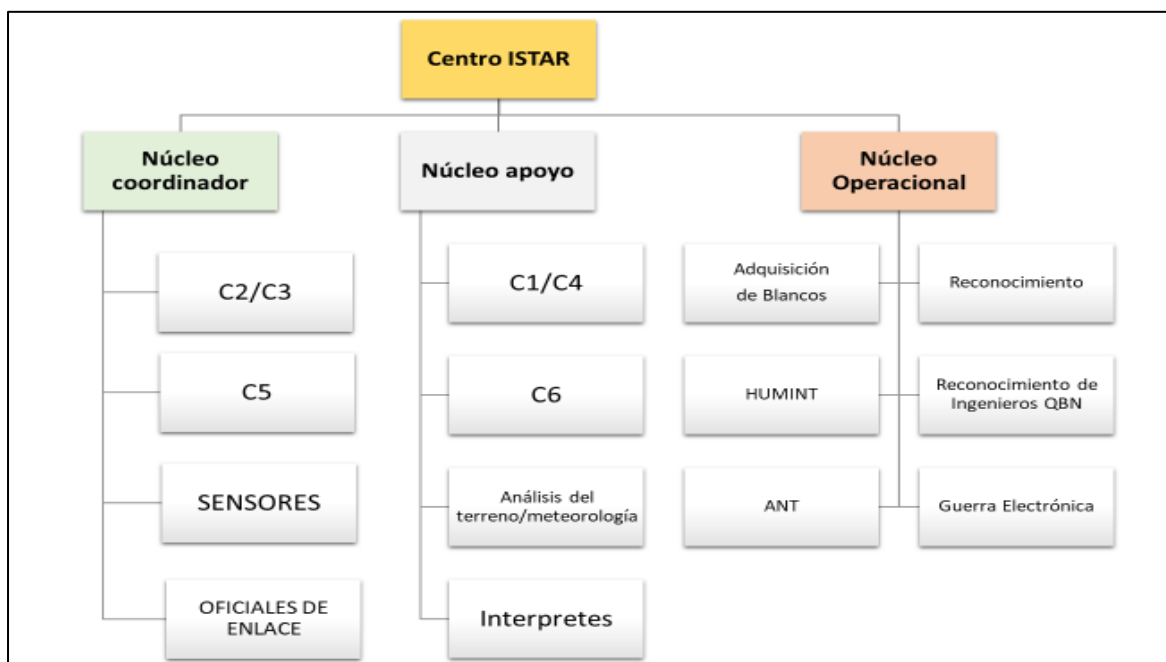 Centro ISTAR
Núcleo
coordinador
Núcleo apoyo
Núcleo
Operacional
C2/C3
C5
SENSORES
OFICIALES DE
ENLACE
C1/C4
C6
Análisis del
terreno/meteorología
Interpretes
Adquisición
de Blancos
Reconocimiento
HUMINT
Reconocimiento de
Ingenieros QBN
ANT
Guerra Electrónica